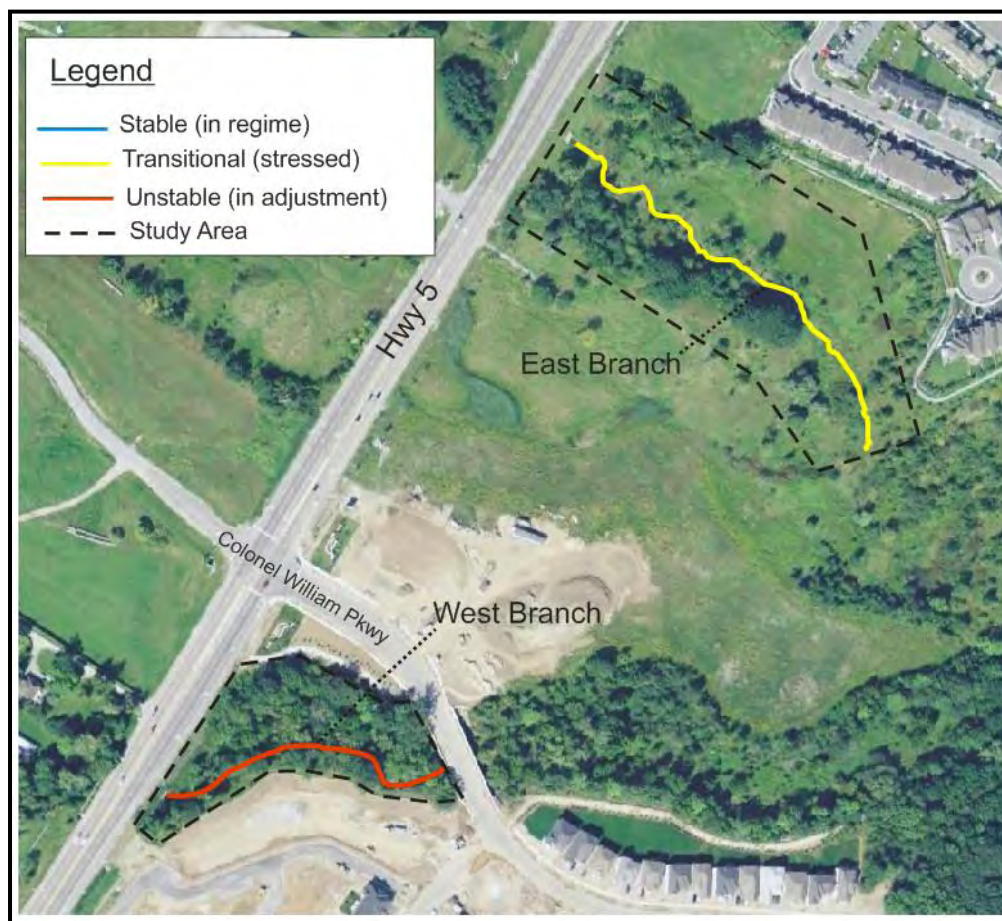 Legend
Stable (in regime)
Transitional (stressed)
Unstable (in adjustment)
Study Area
Hwy 5
East Branch
Colonel William Pkwy
West Branch